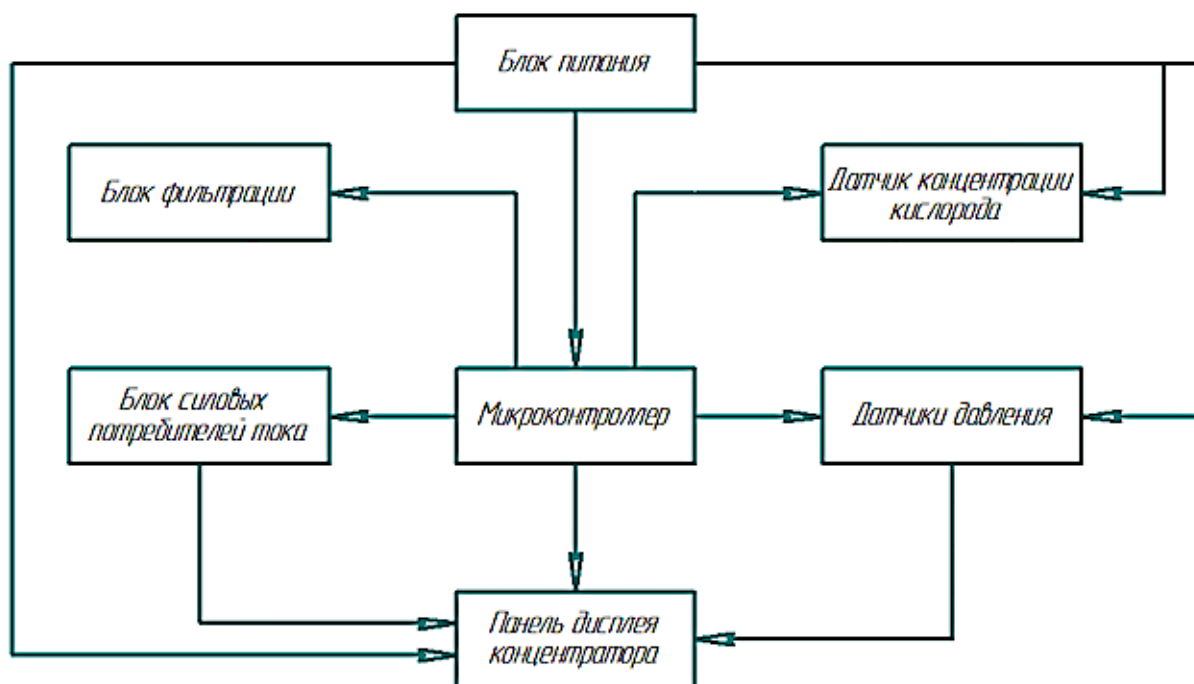 Блок питания
Блок фильтрации
Датчик концентрации
кислорода
Блок силовых
потребителей тока
Микроконтроллер
Датчики давления
Панель дисплея
концентратора